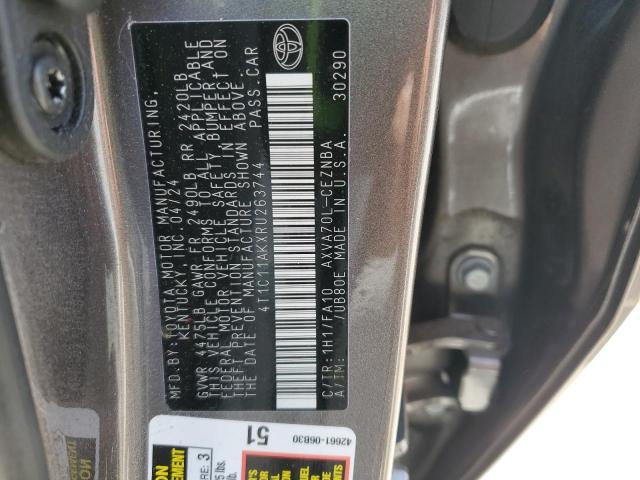 MFD.BY:TOYOTA MOTOR MANUFACTURING,
KENTUCKY, INC. 04/24
GVWR 4475LB GAWR FR 2490LB RR 2420LB
THIS VEHICLE CONFORMS TO ALL APPLICABLE
FEDERAL MOTOR VEHICLE SAFETY, BUMPER, AND
THEFT PREVENTION STANDARDS IN EFFECT ON
THE DATE OF MANUFACTURE SHOWN ABOVE.
4T1C11AKXRU263744 PASS.CAR
C/TR:1H1/FA10 AXVA70L-CEZNBA
A/TM: /UB80E MADE IN U.S.A. 30290
51
42661-06B30